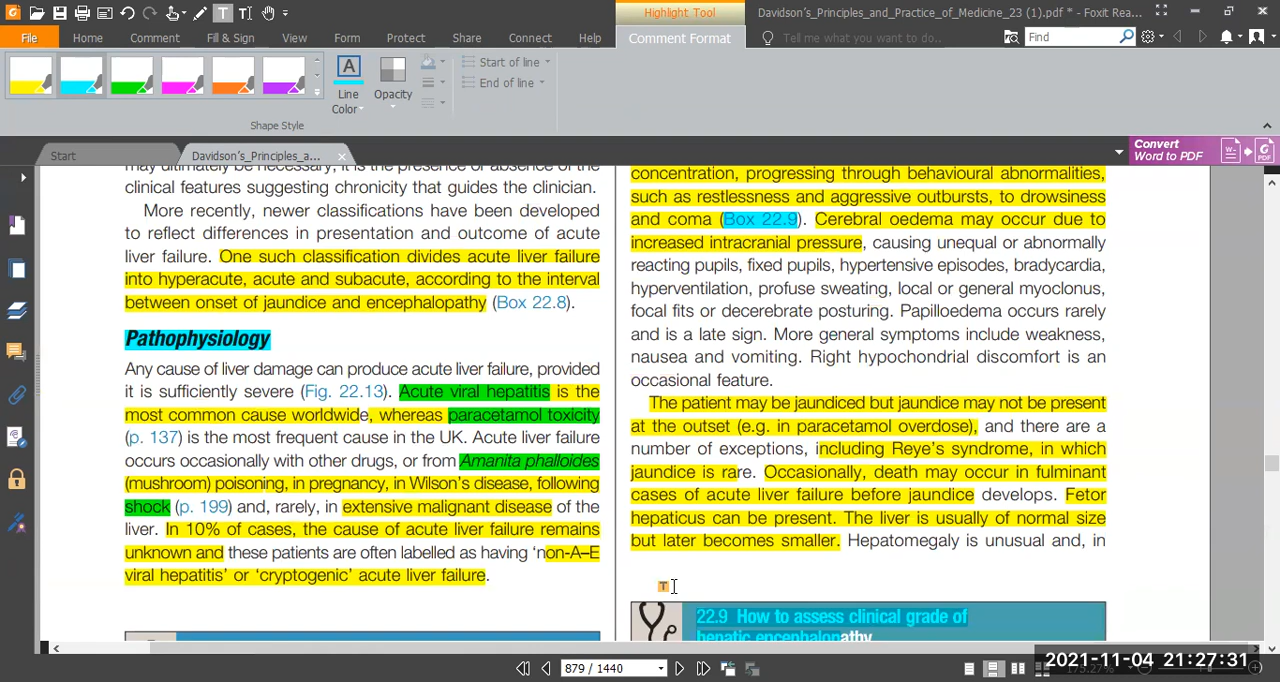 Highlight Tool
Davidson's_Principles_and_Practice_of_Medicine_23 (1).pdf * - Foxit Rea...
File
Home
Comment
Fill & Sign
View
Form
Protect
Share
Connect
Help
Comment Format
Tell me what you want to do..
Find
Line
Color
Opacity
Start of line
End of line
Shape Style
Start
Davidson's_Principles_a...
Convert
Word to PDF
may ultimately be necessary, it is the presence or absence of the
clinical features suggesting chronicity that guides the clinician.
More recently, newer classifications have been developed
to reflect differences in presentation and outcome of acute
liver failure. One such classification divides acute liver failure
into hyperacute, acute and subacute, according to the interval
between onset of jaundice and encephalopathy (Box 22.8).
Pathophysiology
Any cause of liver damage can produce acute liver failure, provided
it is sufficiently severe (Fig. 22.13). Acute viral hepatitis is the
most common cause worldwide, whereas paracetamol toxicity
(p. 137) is the most frequent cause in the UK. Acute liver failure
occurs occasionally with other drugs, or from Amanita phalloides
(mushroom) poisoning, in pregnancy, in Wilson's disease, following
shock (p. 199) and, rarely, in extensive malignant disease of the
liver. In 10% of cases, the cause of acute liver failure remains
unknown and these patients are often labelled as having 'non-A–E
viral hepatitis' or 'cryptogenic' acute liver failure.
concentration, progressing through behavioural abnormalities,
such as restlessness and aggressive outbursts, to drowsiness
and coma (Box 22.9). Cerebral oedema may occur due to
increased intracranial pressure, causing unequal or abnormally
reacting pupils, fixed pupils, hypertensive episodes, bradycardia,
hyperventilation, profuse sweating, local or general myoclonus,
focal fits or decerebrate posturing. Papilloedema occurs rarely
and is a late sign. More general symptoms include weakness,
nausea and vomiting. Right hypochondrial discomfort is an
occasional feature.
The patient may be jaundiced but jaundice may not be present
at the outset (e.g. in paracetamol overdose), and there are a
number of exceptions, including Reye's syndrome, in which
jaundice is rare. Occasionally, death may occur in fulminant
cases of acute liver failure before jaundice develops. Fetor
hepaticus can be present. The liver is usually of normal size
but later becomes smaller. Hepatomegaly is unusual and, in
22.9 How to assess clinical grade of
hepatic encephalopathy
879 / 1440
2021-11-04 21:27:31